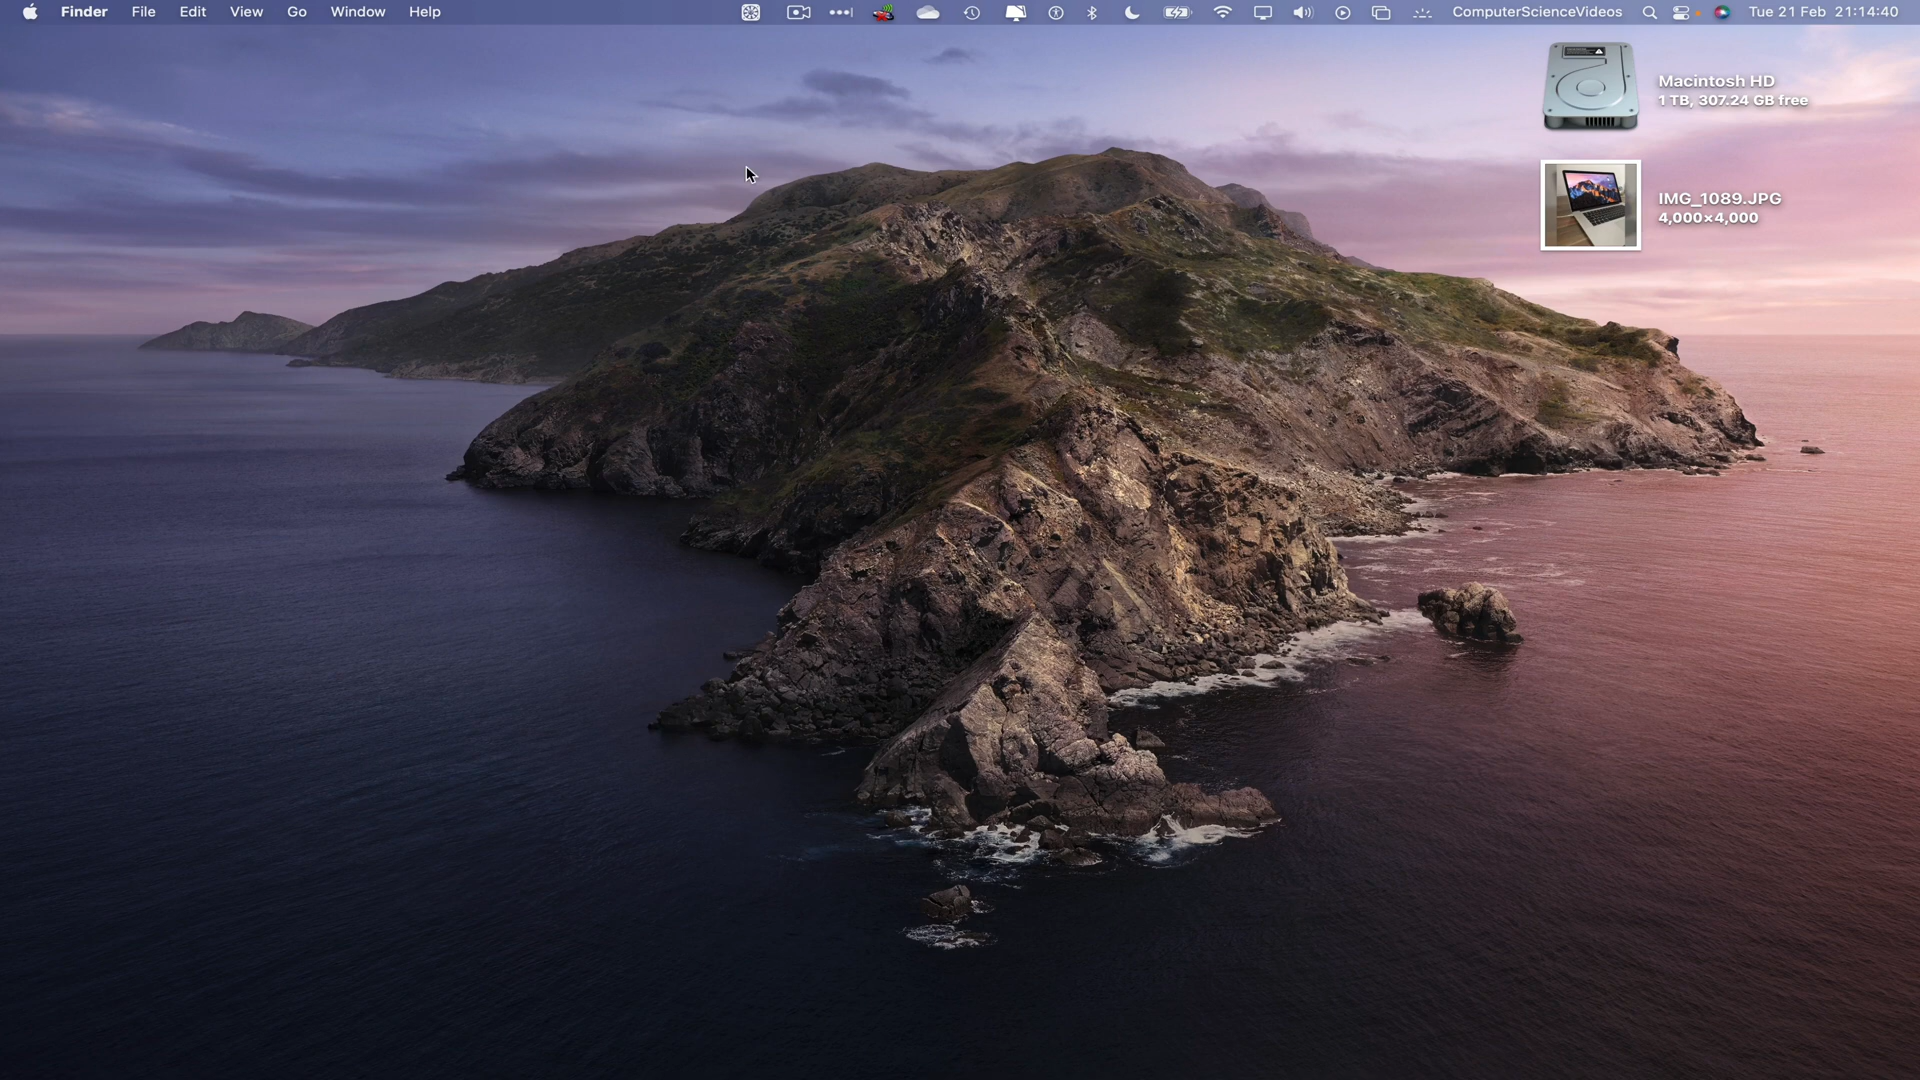 Finder File Edit View Go Window Help ComputerScienceVideos Tue 21 Feb 21:14:40
Macintosh HD
1 TB, 307.24 GB free
IMG_1089.JPG
4,000×4,000